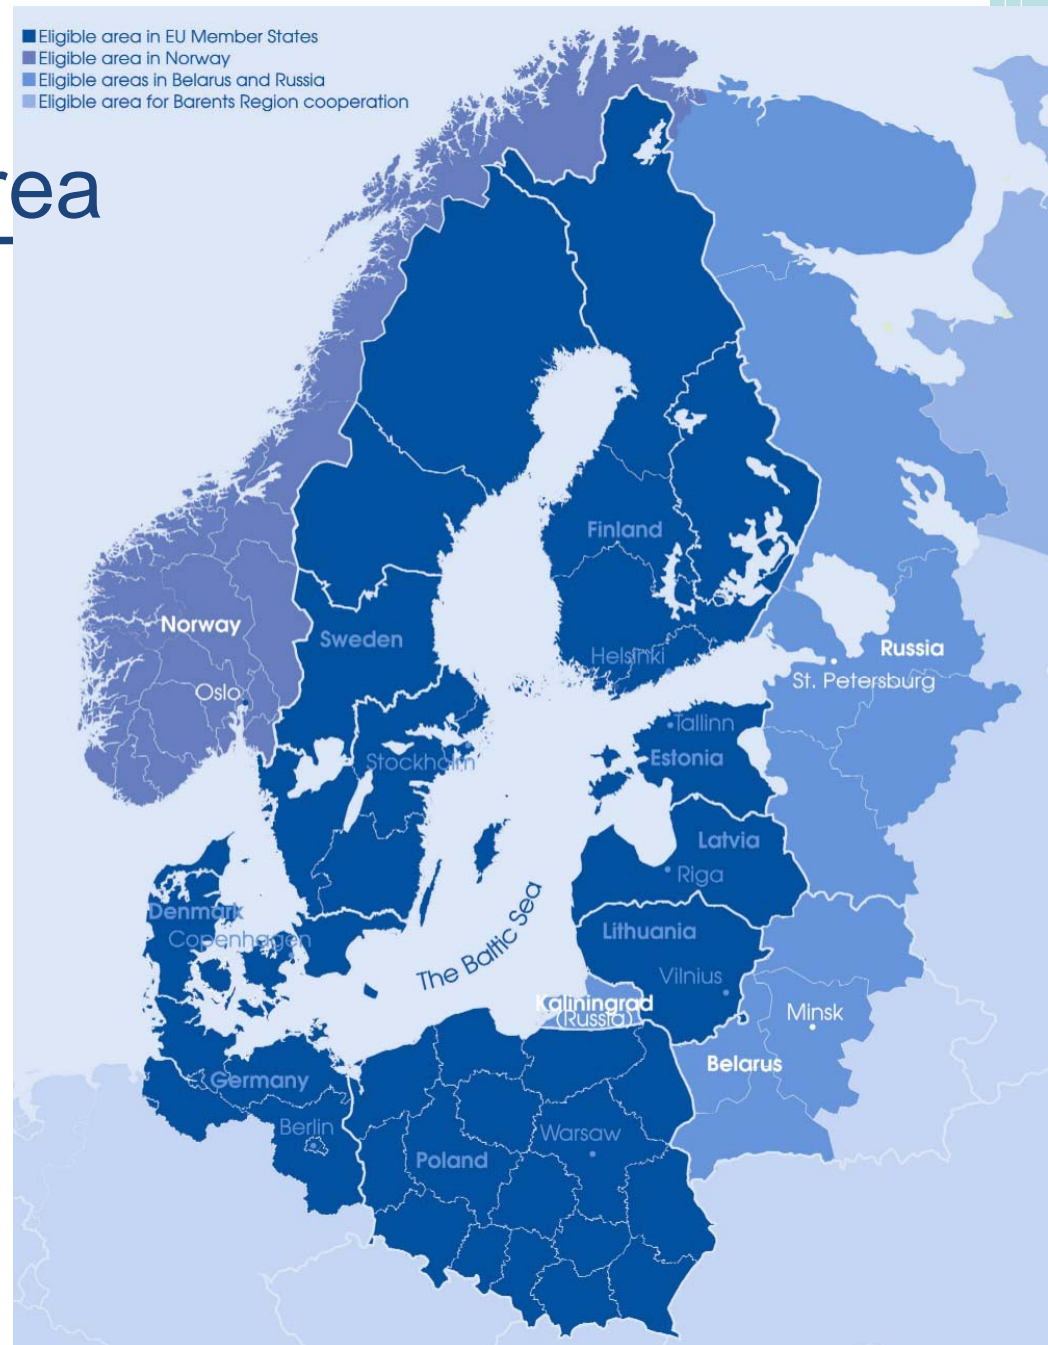 Eligible area in EU Member States
Eligible area in Norway
Eligible areas in Belarus and Russia
Eligible area for Barents Region cooperation
rea
Finland
Norway
Sweden
Helsinki
Russia
St. Petersburg
Oslo
Tallinn
Stockholm
Estonia
Latvia
Riga
Denmark
Copenhagen
The Baltic Sea
Lithuania
Vilnius
Kaliningrad
(Russia)
Minsk
Belarus
Germany
Berlin
Warsaw
Poland